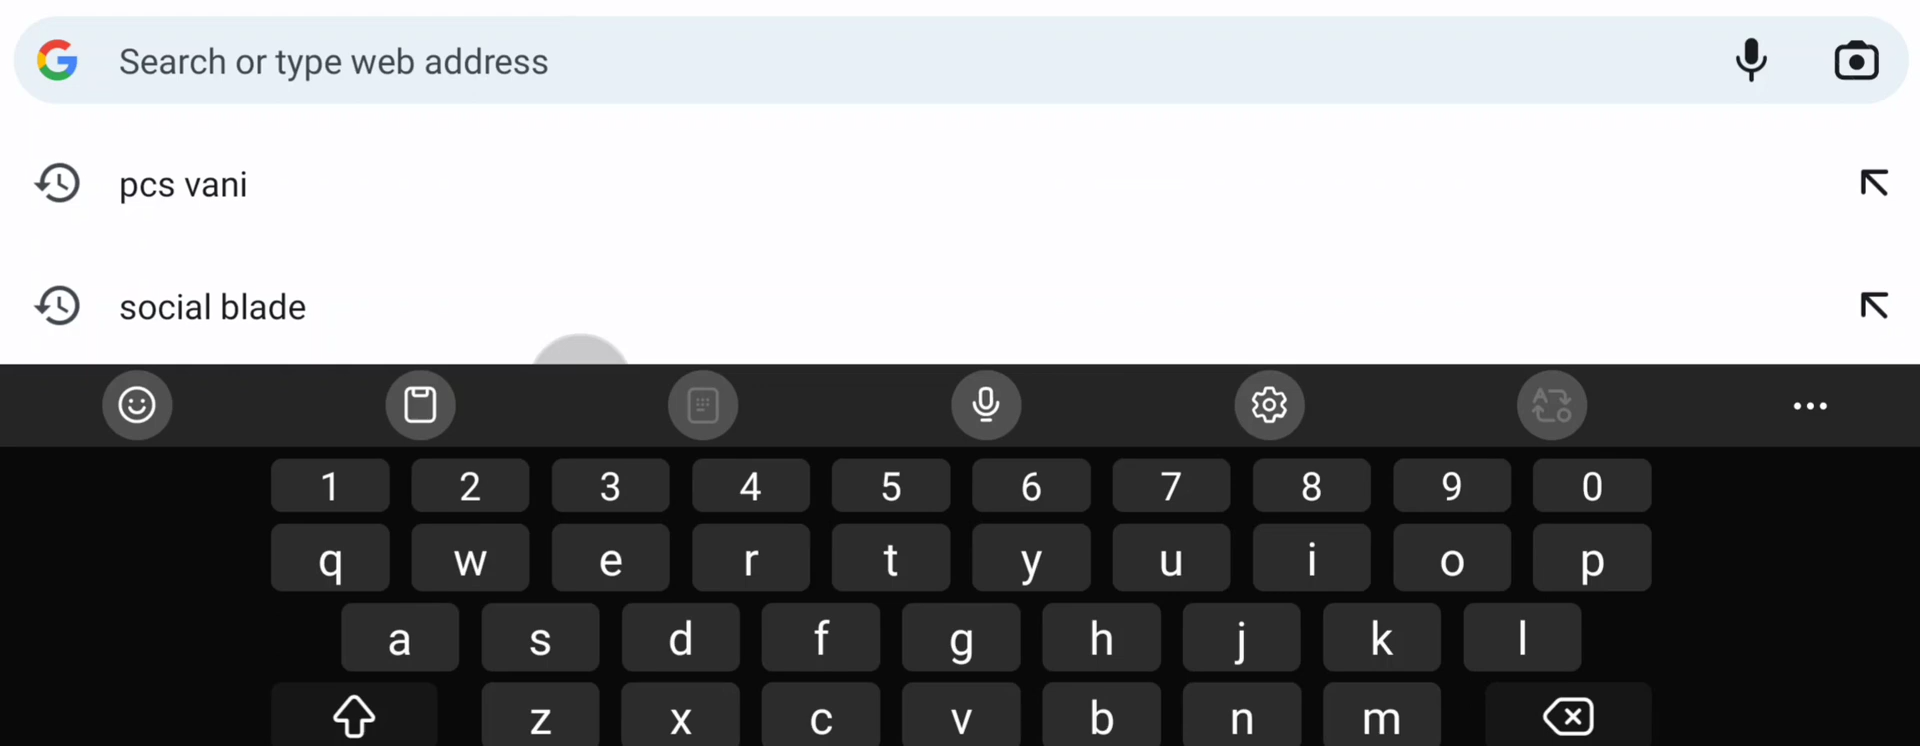 Search or type web address
pcs vani
social blade
1 2 3 4 5 6 7 8 9 0
q w e r t y u i o p
a s d f g h j k l
z x c v b n m